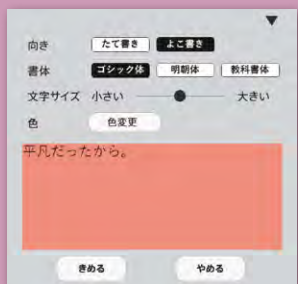 ▼
向き たて書き よこ書き
書体 ゴシック体 明朝体 教科書体
文字サイズ 小さい 大きい
色 色変更
平凡だったから。
きめる やめる